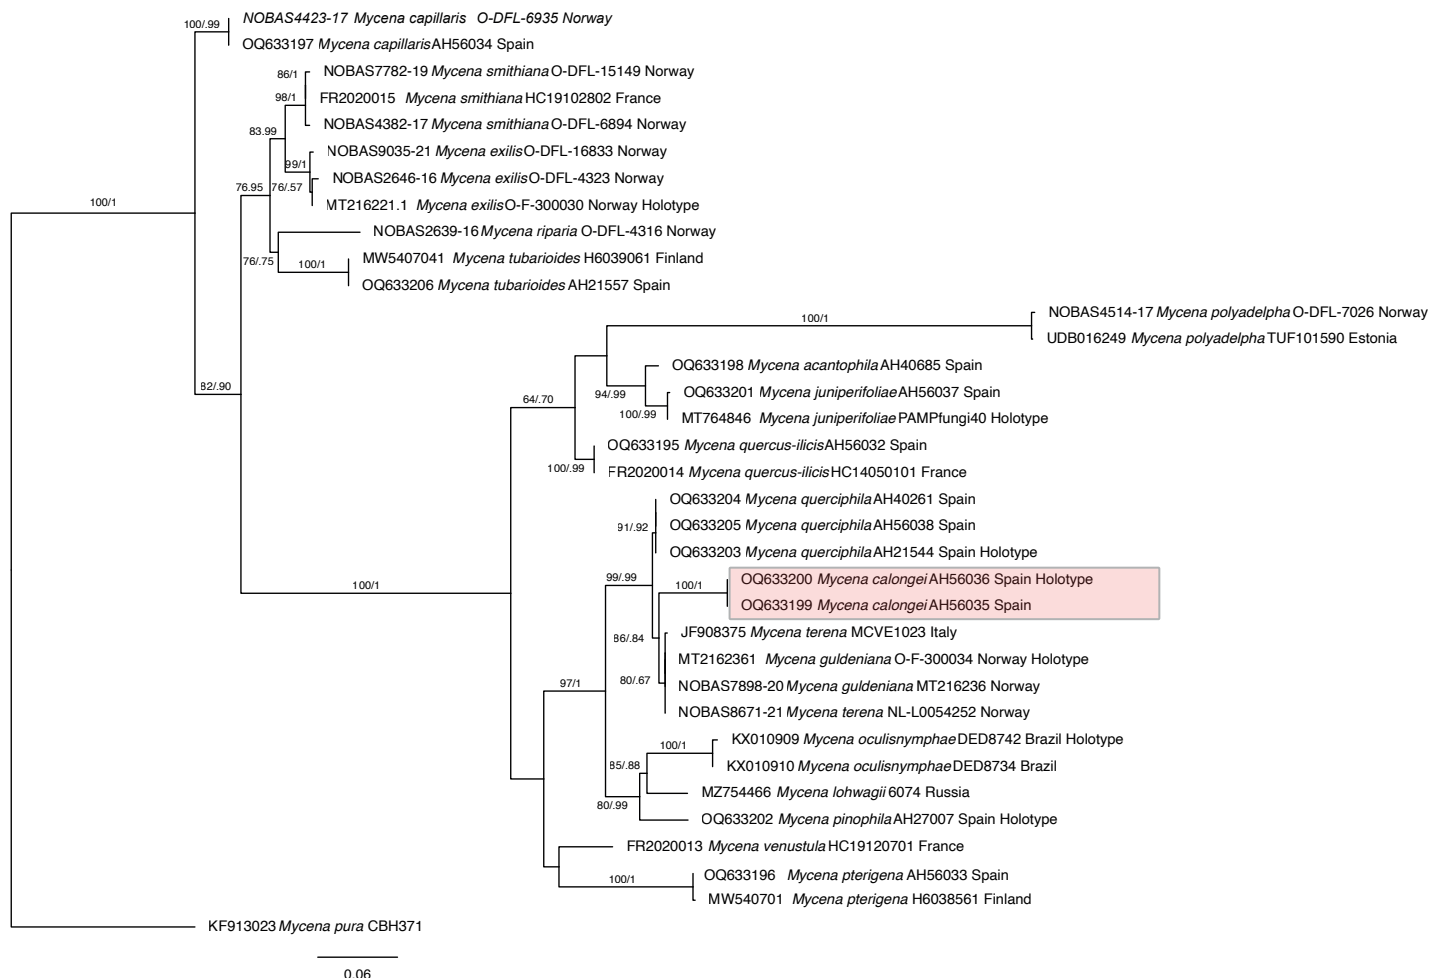 NOBAS4423-17 Mycena capillaris O-DFL-6935 Norway
100/.99
OQ633197 Mycena capillaris AH56034 Spain
NOBAS7782-19 Mycena smithiana O-DFL-15149 Norway
86/1
FR2020015 Mycena smithiana HC19102802 France
98/1
NOBAS4382-17 Mycena smithiana O-DFL-6894 Norway
83.99
NOBAS9035-21 Mycena exilis O-DFL-16833 Norway
99/1
NOBAS2646-16 Mycena exilis O-DFL-4323 Norway
76.95
76/.57
100/1
MT216221.1 Mycena exilis O-F-300030 Norway Holotype
NOBAS2639-16 Mycena riparia O-DFL-4316 Norway
MW5407041 Mycena tubarioides H6039061 Finland
76/.75
100/1
OQ633206 Mycena tubarioides AH21557 Spain
NOBAS4514-17 Mycena polyadelpha O-DFL-7026 Norway
100/1
UDB016249 Mycena polyadelpha TUF101590 Estonia
OQ633198 Mycena acantophila AH40685 Spain
82/.90
94/.99
OQ633201 Mycena juniperifoliae AH56037 Spain
64/.70
100/.99
MT764846 Mycena juniperifoliae PAMPfungi40 Holotype
OQ633195 Mycena quercus-ilicis AH56032 Spain
100/.99
FR2020014 Mycena quercus-ilicis HC14050101 France
OQ633204 Mycena querciphila AH40261 Spain
91/.92
OQ633205 Mycena querciphila AH56038 Spain
OQ633203 Mycena querciphila AH21544 Spain Holotype
99/.99
OQ633200 Mycena calongei AH56036 Spain Holotype
100/1
100/1
OQ633199 Mycena calongei AH56035 Spain
JF908375 Mycena terena MCVE1023 Italy
86/.84
MT2162361 Mycena guldeniana O-F-300034 Norway Holotype
80/.67
97/1
NOBAS7898-20 Mycena guldeniana MT216236 Norway
NOBAS8671-21 Mycena terena NL-L0054252 Norway
KX010909 Mycena oculisnymphae DED8742 Brazil Holotype
100/1
85/.88
KX010910 Mycena oculisnymphae DED8734 Brazil
MZ754466 Mycena lohwagii 6074 Russia
80/.99
OQ633202 Mycena pinophila AH27007 Spain Holotype
FR2020013 Mycena venustula HC19120701 France
OQ633196 Mycena pterigena AH56033 Spain
100/1
MW540701 Mycena pterigena H6038561 Finland
KF913023 Mycena pura CBH371
0.06